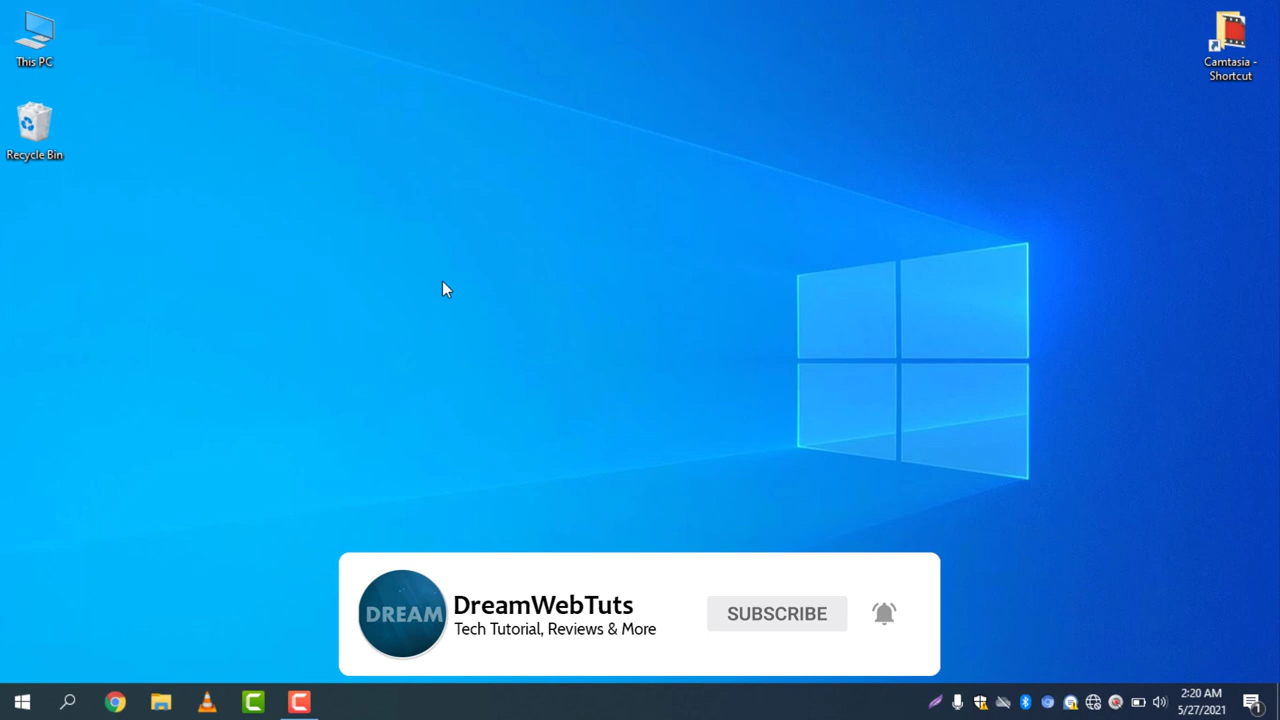 This PC
Recycle Bin
Camtasia -
Shortcut
DREAM
DreamWebTuts
Tech Tutorial, Reviews & More
SUBSCRIBE
2:20 AM
5/27/2021
1